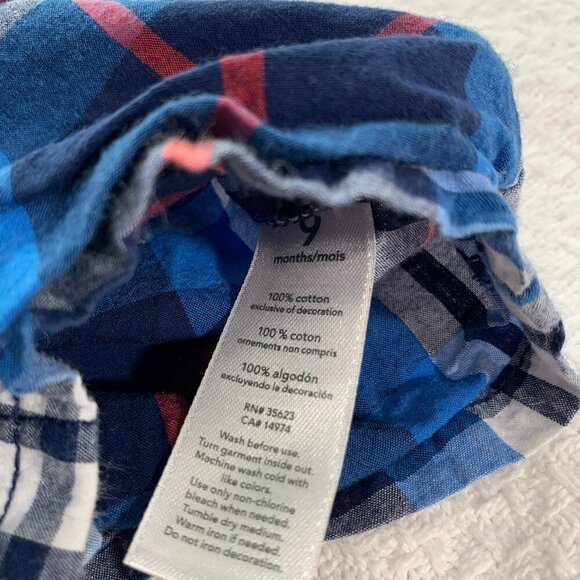 9
months/mois
100% cotton
exclusive of decoration
100% coton
ornements non compris
100% algodón
excluyendo la decoración
RN# 35623
CA# 14974
Wash before use.
Turn garment inside out.
Machine wash cold with
like colors.
Use only non-chlorine
bleach when needed.
Tumble dry medium.
Warm iron if needed.
Do not iron decoration.